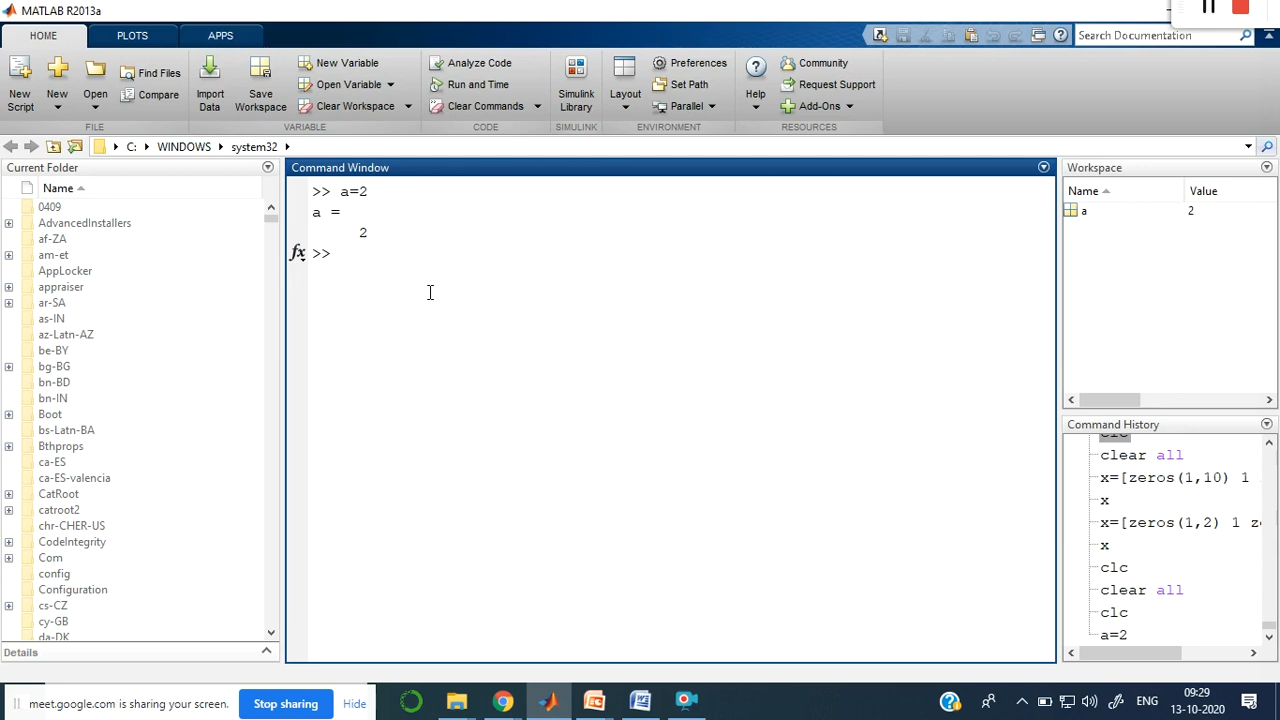 MATLAB R2013a
HOME PLOTS APPS
Search Documentation
New Script
New
Open
Find Files
Compare
Import Data
Save Workspace
New Variable
Open Variable
Clear Workspace
Analyze Code
Run and Time
Clear Commands
Simulink Library
Layout
Preferences
Set Path
Parallel
Help
Community
Request Support
Add-Ons
FILE VARIABLE CODE SIMULINK ENVIRONMENT RESOURCES
C: WINDOWS system32
Current Folder
Name
0409
AdvancedInstallers
af-ZA
am-et
AppLocker
appraiser
ar-SA
as-IN
az-Latn-AZ
be-BY
bg-BG
bn-BD
bn-IN
Boot
bs-Latn-BA
Bthprops
ca-ES
ca-ES-valencia
CatRoot
catroot2
chr-CHER-US
CodeIntegrity
Com
config
Configuration
cs-CZ
cy-GB
da-DK
Details
Command Window
>> a=2
a =
2
fx >>
Workspace
Name Value
a 2
Command History
clc
clear all
x=[zeros(1,10) 1
x
x=[zeros(1,2) 1 ze
x
clc
clear all
clc
a=2
meet.google.com is sharing your screen.
Stop sharing
Hide
ENG
09:29
13-10-2020